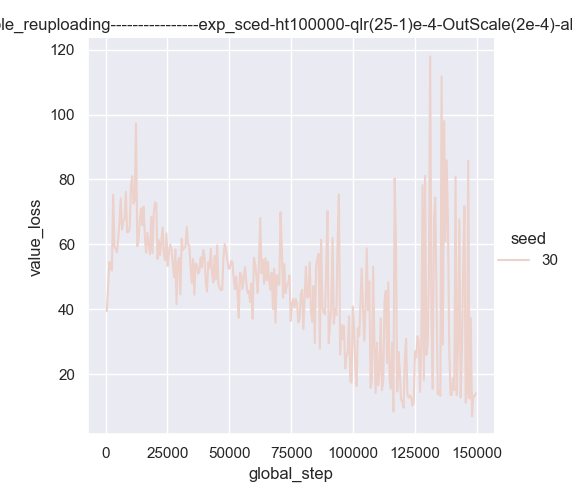 ole_reuploading----------------exp_sced-ht100000-qlr(25-1)e-4-OutScale(2e-4)-al
120
100
80
60
40
20
value_loss
0 25000 50000 75000 100000 125000 150000
global_step
seed
30